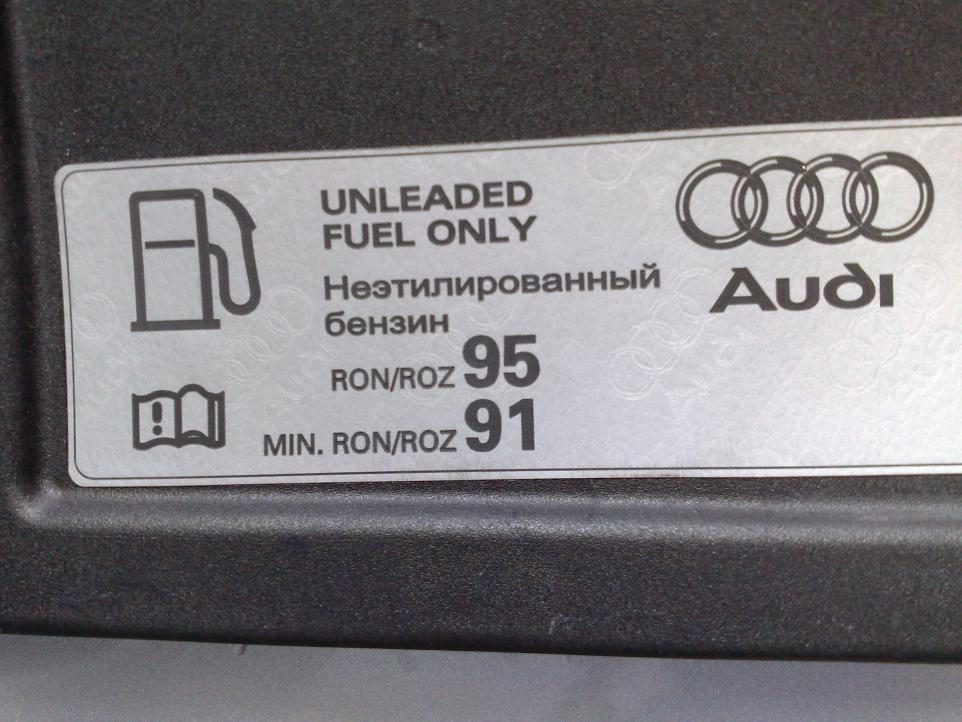 UNLEADED
FUEL ONLY
Неэтилированный
бензин
RON/ROZ 95
MIN. RON/ROZ 91
Audi